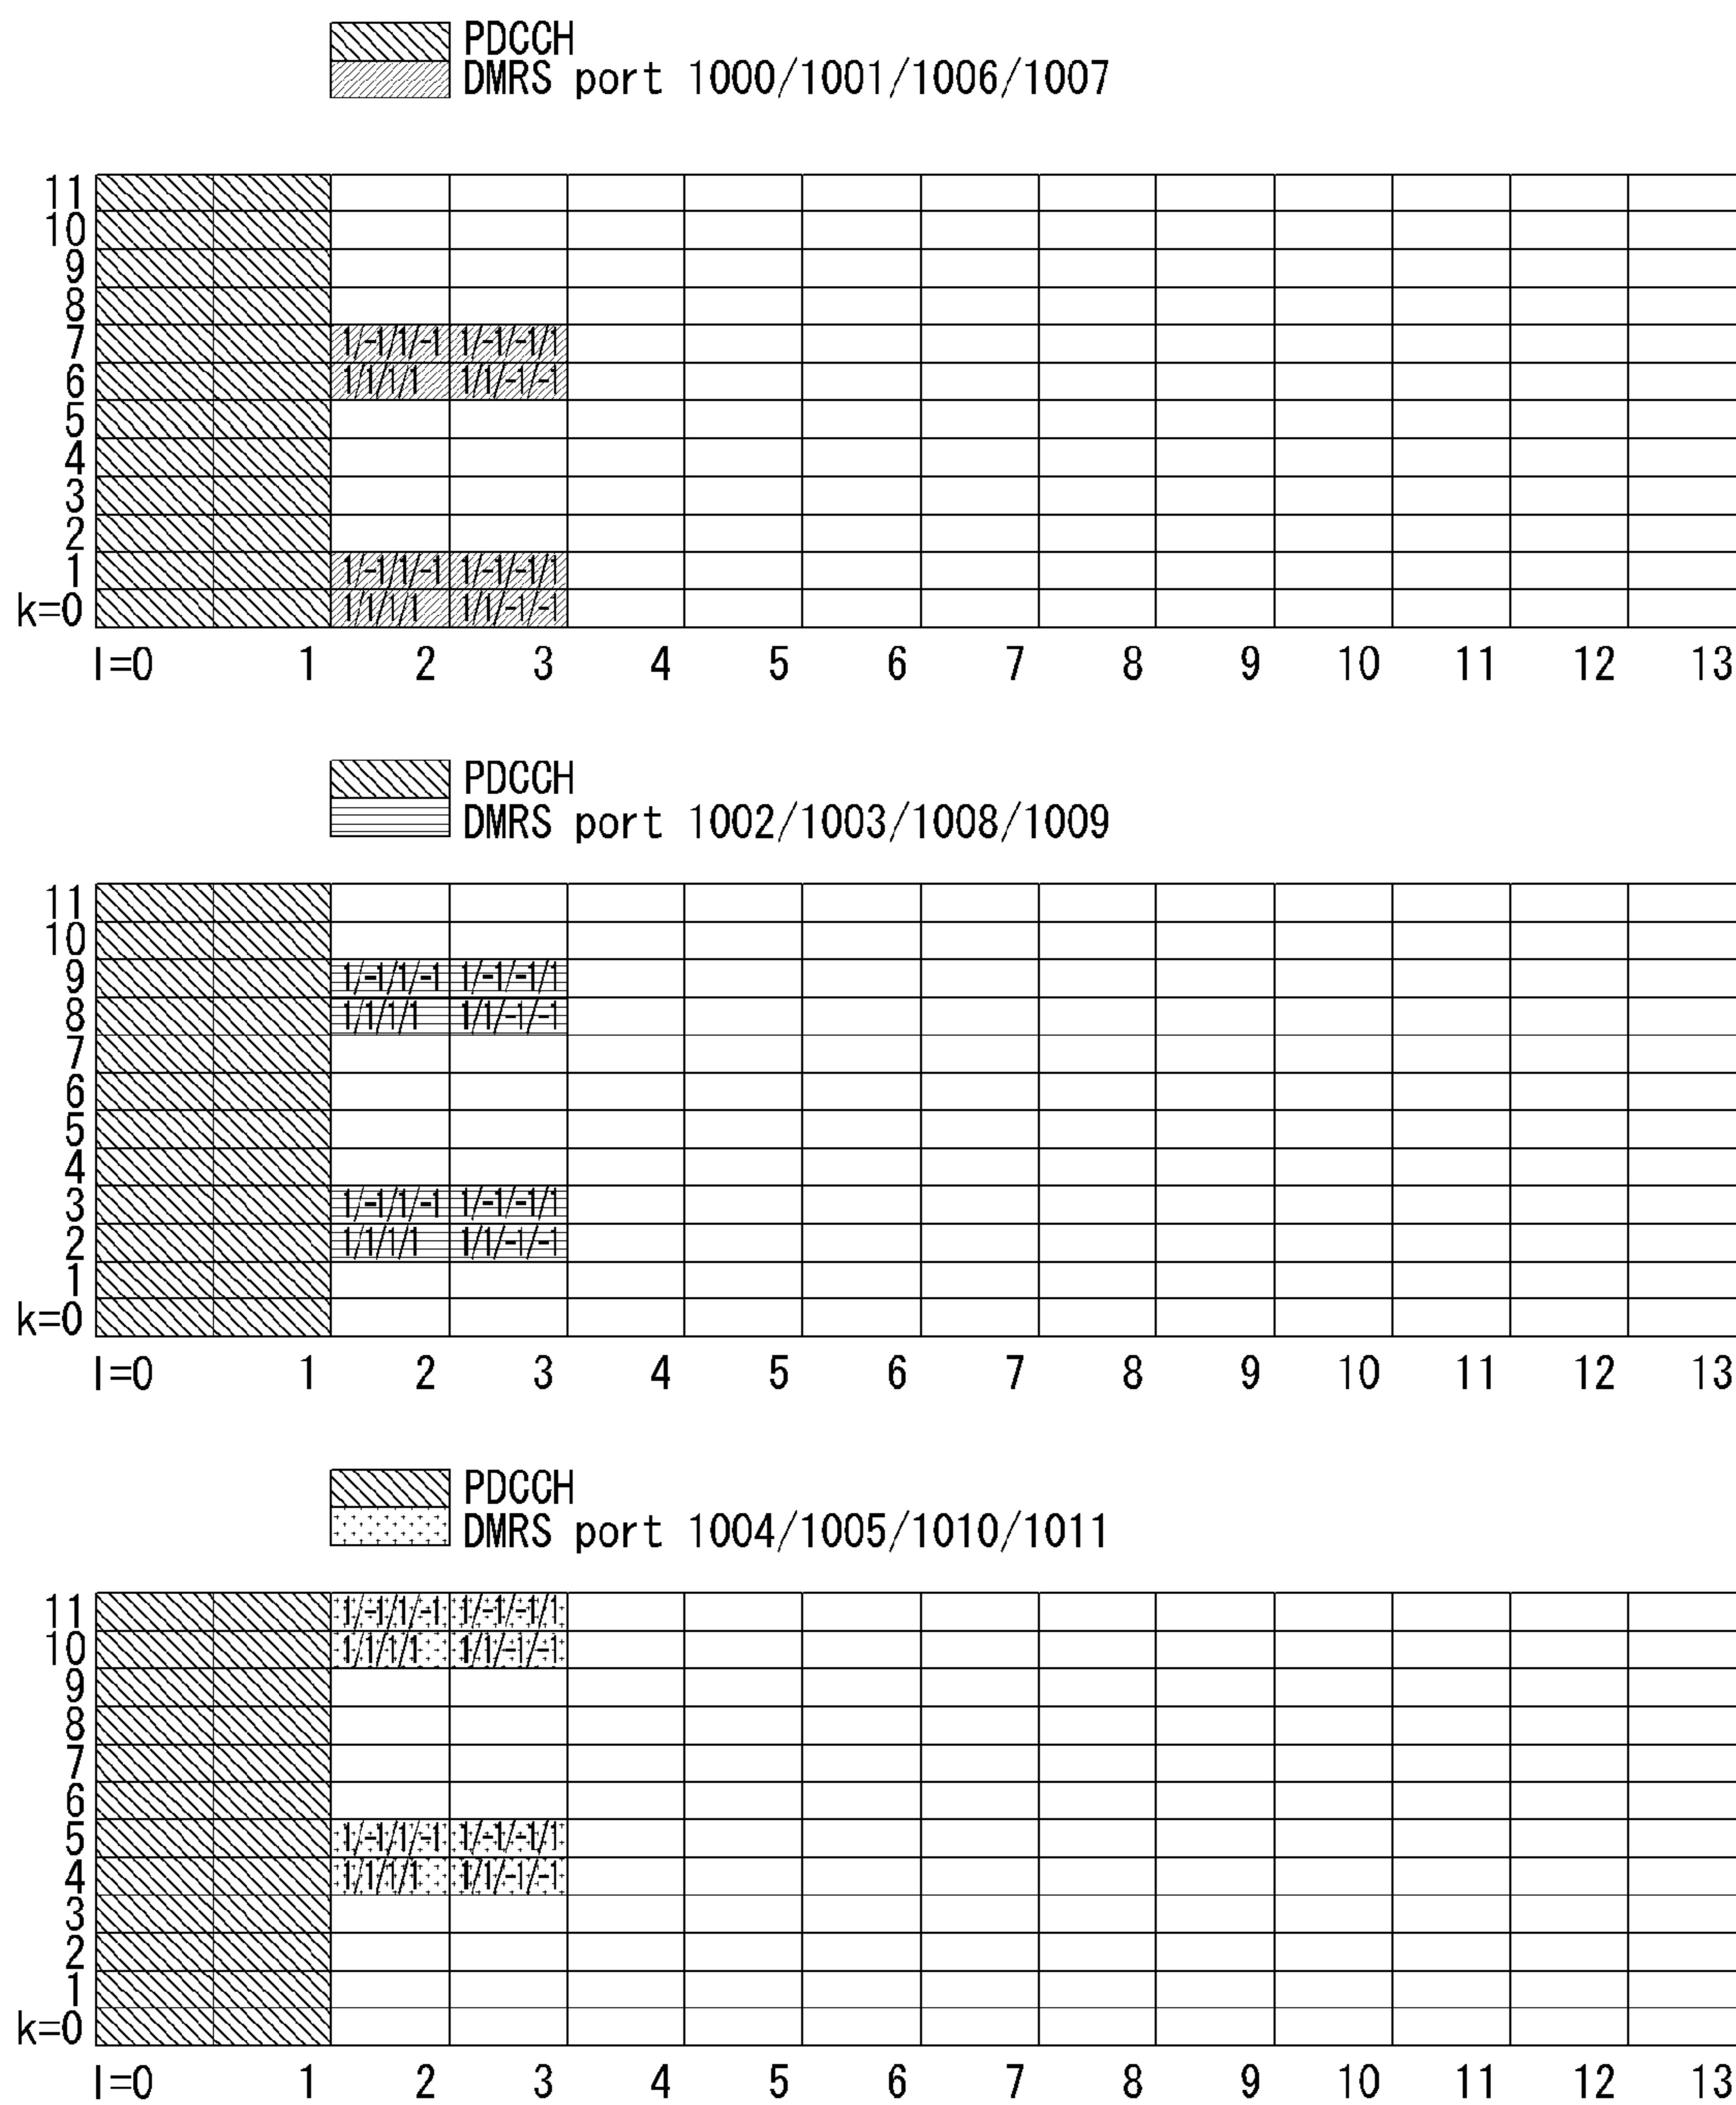 PDCCH
DMRS port 1000/1001/1006/1007
11
10
9
8
7 1/-1/1/-1 1/-1/-1/1
6 1/1/1/1 1/1/-1/-1
5
4
3
2
1 1/-1/1/-1 1/-1/-1/1
k=0 1/1/1/1 1/1/-1/-1
l=0 1 2 3 4 5 6 7 8 9 10 11 12 13
PDCCH
DMRS port 1002/1003/1008/1009
11
10
9 1/-1/1/-1 1/-1/-1/1
8 1/1/1/1 1/1/-1/-1
7
6
5
4
3 1/-1/1/-1 1/-1/-1/1
2 1/1/1/1 1/1/-1/-1
1
k=0
l=0 1 2 3 4 5 6 7 8 9 10 11 12 13
PDCCH
DMRS port 1004/1005/1010/1011
11 1/-1/1/-1 1/-1/-1/1
10 1/1/1/1 1/1/-1/-1
9
8
7
6
5 1/-1/1/-1 1/-1/-1/1
4 1/1/1/1 1/1/-1/-1
3
2
1
k=0
l=0 1 2 3 4 5 6 7 8 9 10 11 12 13